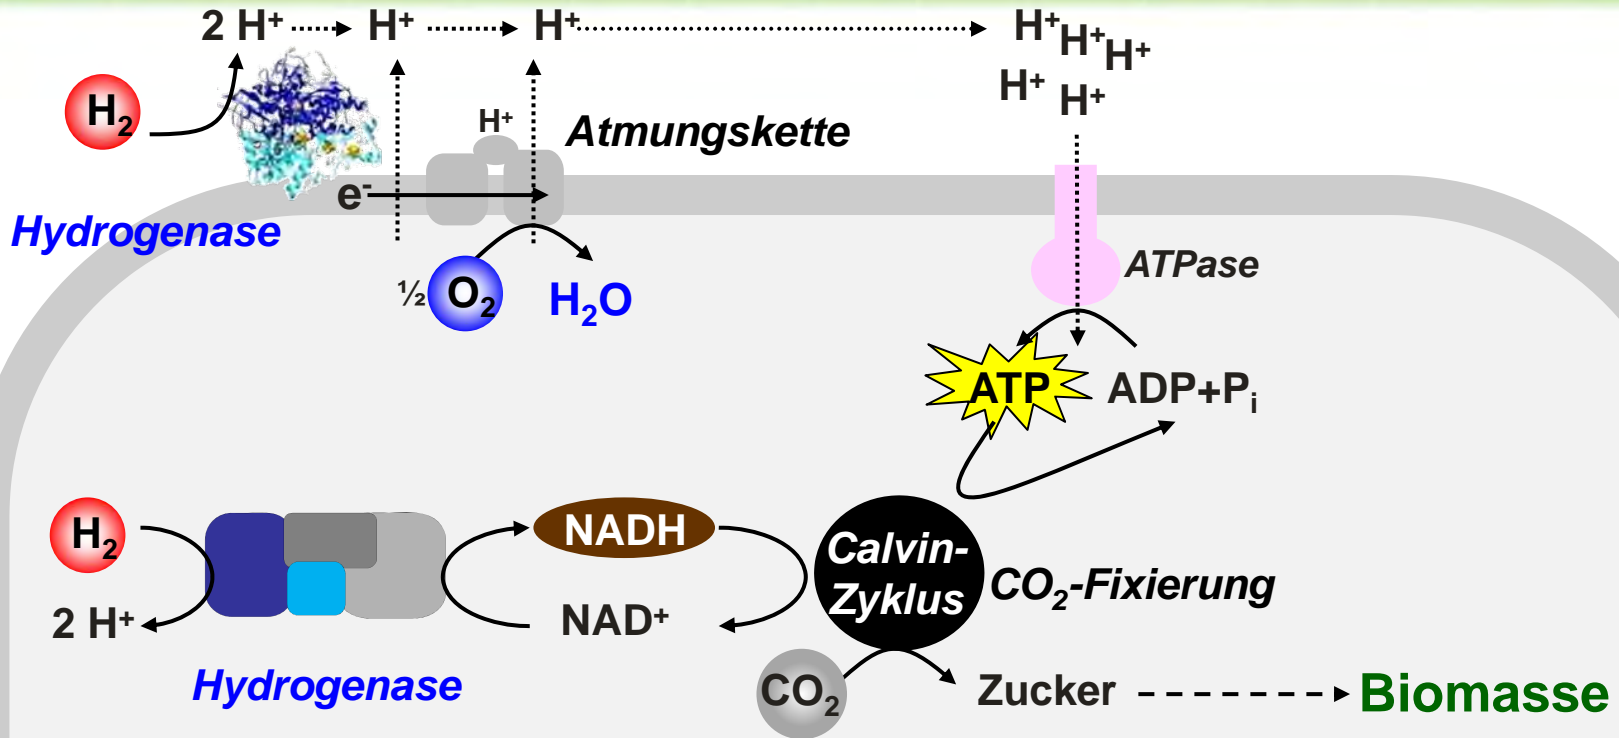 2 H⁺ H⁺ H⁺ H⁺ H⁺ H⁺
H⁺ H⁺
H₂
H⁺
Atmungskette
e⁻
Hydrogenase
ATPase
½ O₂ H₂O
ATP ADP+Pᵢ
H₂
NADH
Calvin-
Zyklus
CO₂-Fixierung
2 H⁺
NAD⁺
Hydrogenase
CO₂
Zucker
Biomasse